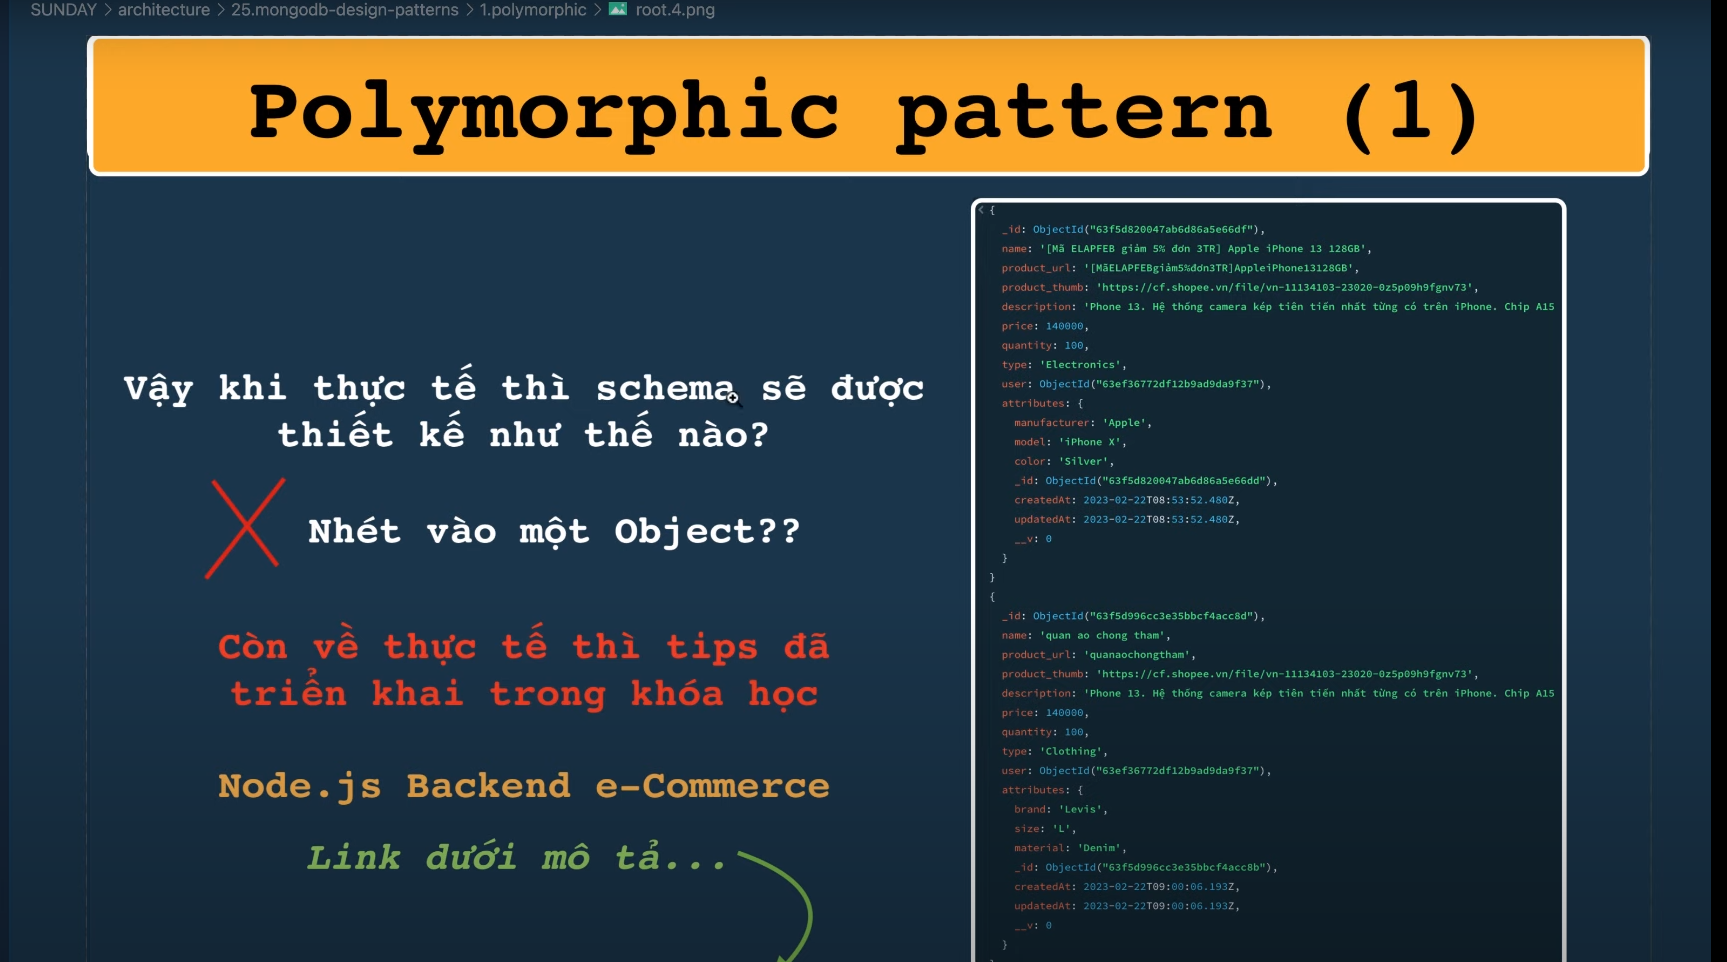 SUNDAY > architecture > 25.mongodb-design-patterns > 1.polymorphic > root.4.png
Polymorphic pattern (1)
Vậy khi thực tế thì schema sẽ được
thiết kế như thế nào?
Nhét vào một Object??
Còn về thực tế thì tips đã
triển khai trong khóa học
Node.js Backend e-Commerce
Link dưới mô tả...
< {
_id: ObjectId("63f5d820047ab6d86a5e66df"),
name: '[Mã ELAPFEB giảm 5% đơn 3TR] Apple iPhone 13 128GB',
product_url: '[MãELAPFEBgiảm5%đơn3TR]AppleiPhone13128GB',
product_thumb: 'https://cf.shopee.vn/file/vn-11134103-23020-0z5p09h9fgnv73',
description: 'Phone 13. Hệ thống camera kép tiên tiến nhất từng có trên iPhone. Chip A15
price: 140000,
quantity: 100,
type: 'Electronics',
user: ObjectId("63ef36772df12b9ad9da9f37"),
attributes: {
manufacturer: 'Apple',
model: 'iPhone X',
color: 'Silver',
_id: ObjectId("63f5d820047ab6d86a5e66dd"),
createdAt: 2023-02-22T08:53:52.480Z,
updatedAt: 2023-02-22T08:53:52.480Z,
__v: 0
}
}
{
_id: ObjectId("63f5d996cc3e35bbcf4acc8d"),
name: 'quan ao chong tham',
product_url: 'quanaochongtham',
product_thumb: 'https://cf.shopee.vn/file/vn-11134103-23020-0z5p09h9fgnv73',
description: 'Phone 13. Hệ thống camera kép tiên tiến nhất từng có trên iPhone. Chip A15
price: 140000,
quantity: 100,
type: 'Clothing',
user: ObjectId("63ef36772df12b9ad9da9f37"),
attributes: {
brand: 'Levis',
size: 'L',
material: 'Denim',
_id: ObjectId("63f5d996cc3e35bbcf4acc8b"),
createdAt: 2023-02-22T09:00:06.193Z,
updatedAt: 2023-02-22T09:00:06.193Z,
__v: 0
}